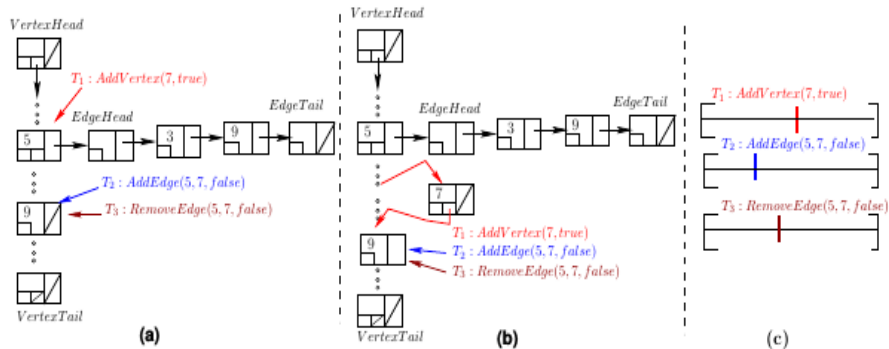 VertexHead
T₁ : AddVertex(7, true)
EdgeHead
EdgeTail
5
3
9
T₂ : AddEdge(5, 7, false)
9
T₃ : RemoveEdge(5, 7, false)
VertexTail
(a)
VertexHead
EdgeHead
EdgeTail
5
3
9
7
T₁ : AddVertex(7, true)
9
T₂ : AddEdge(5, 7, false)
T₃ : RemoveEdge(5, 7, false)
VertexTail
(b)
T₁ : AddVertex(7, true)
T₂ : AddEdge(5, 7, false)
T₃ : RemoveEdge(5, 7, false)
(c)